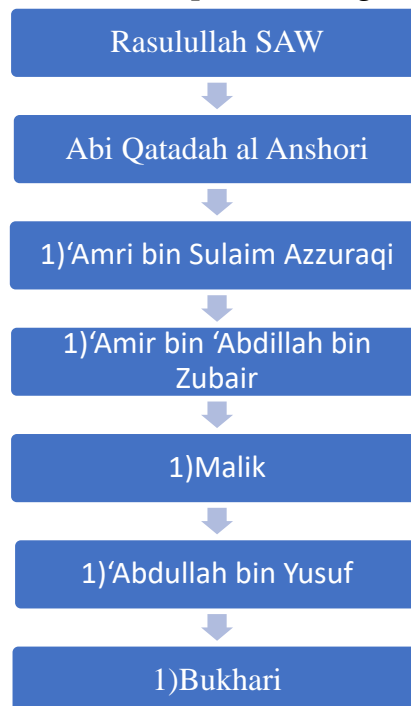 Rasulullah SAW
Abi Qatadah al Anshori
1)‘Amri bin Sulaim Azzuraqi
1)‘Amir bin ‘Abdillah bin
Zubair
1)Malik
1)‘Abdullah bin Yusuf
1)Bukhari